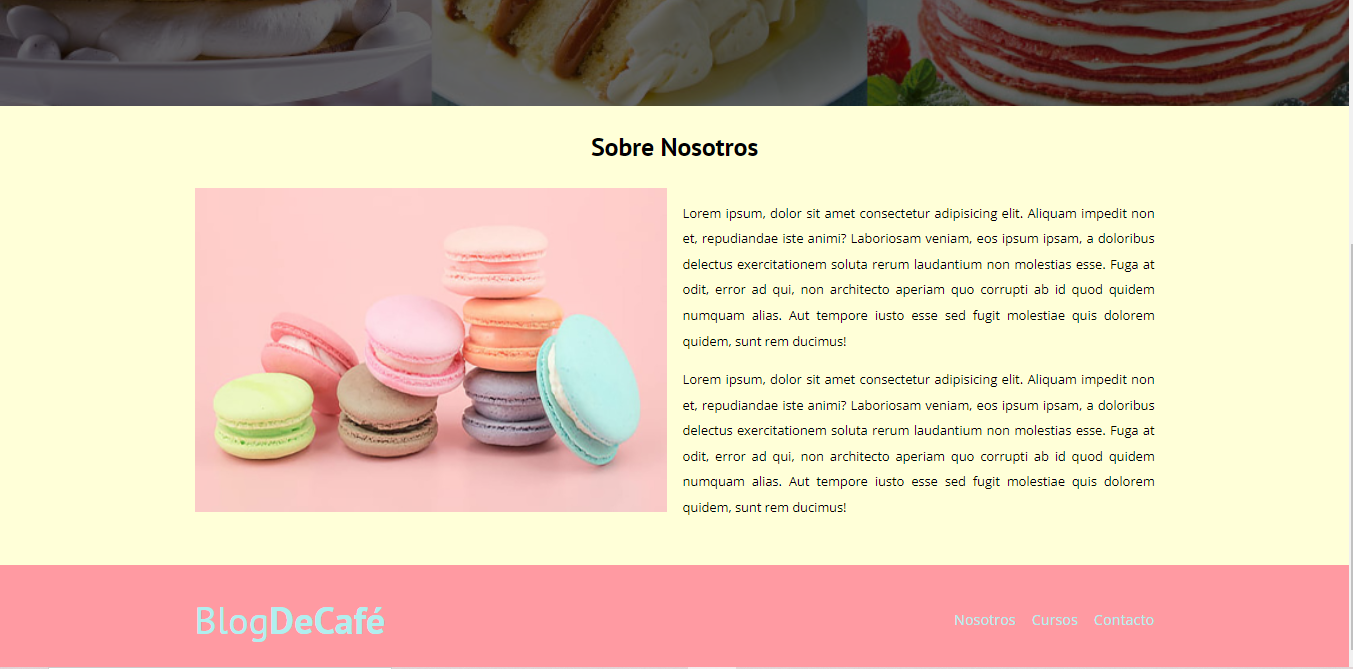 Sobre Nosotros
Lorem ipsum, dolor sit amet consectetur adipisicing elit. Aliquam impedit non
et, repudiandae iste animi? Laboriosam veniam, eos ipsum ipsam, a doloribus
delectus exercitationem soluta rerum laudantium non molestias esse. Fuga at
odit, error ad qui, non architecto aperiam quo corrupti ab id quod quidem
numquam alias. Aut tempore iusto esse sed fugit molestiae quis dolorem
quidem, sunt rem ducimus!
Lorem ipsum, dolor sit amet consectetur adipisicing elit. Aliquam impedit non
et, repudiandae iste animi? Laboriosam veniam, eos ipsum ipsam, a doloribus
delectus exercitationem soluta rerum laudantium non molestias esse. Fuga at
odit, error ad qui, non architecto aperiam quo corrupti ab id quod quidem
numquam alias. Aut tempore iusto esse sed fugit molestiae quis dolorem
quidem, sunt rem ducimus!
BlogDeCafé
Nosotros Cursos Contacto